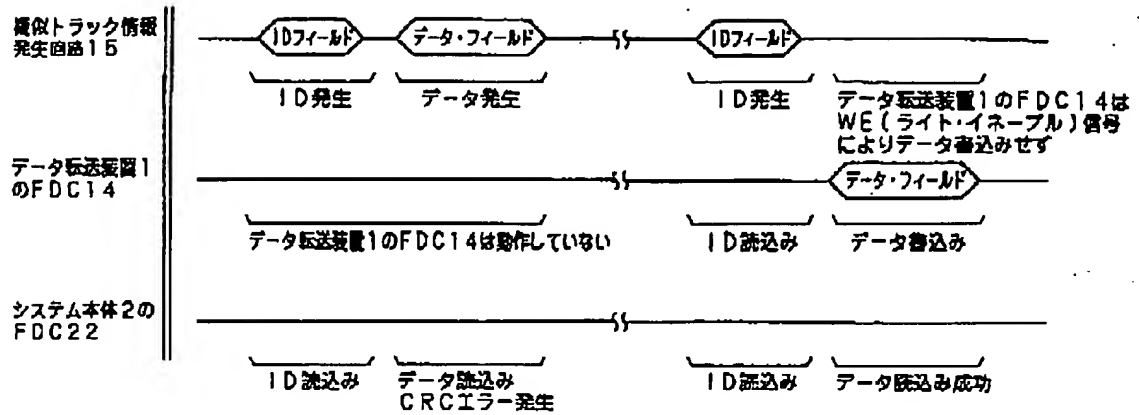 疑似トラック情報
発生回路15
IDフィールド
データ・フィールド
IDフィールド
ID発生
データ発生
ID発生
データ転送装置1のFDC14は
WE(ライト・イネーブル)信号
によりデータ書込みせず
データ転送装置1
のFDC14
データ・フィールド
データ転送装置1のFDC14は動作していない
ID読込み
データ書込み
システム本体2の
FDC22
ID読込み
データ読込み
CRCエラー発生
ID読込み
データ読込み成功